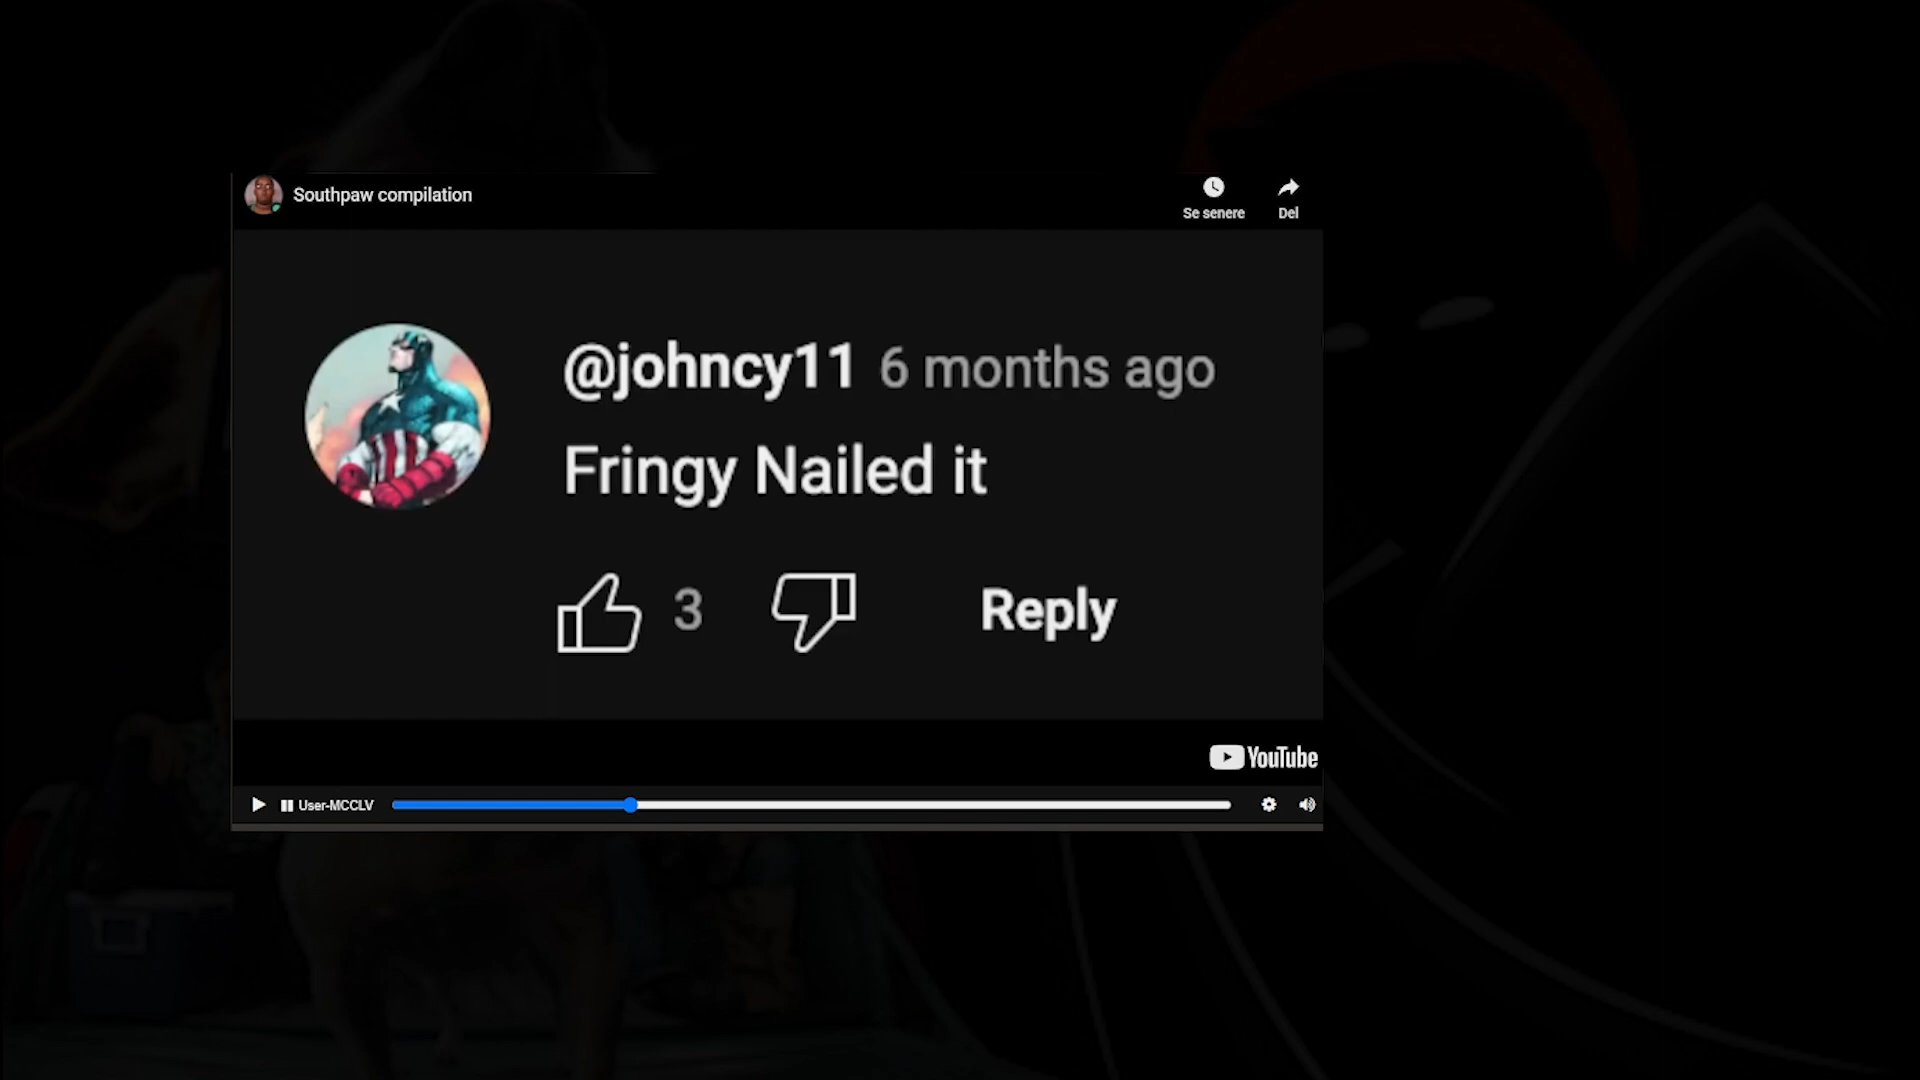 Southpaw compilation
Se senere
Del
@johncy11 6 months ago
Fringy Nailed it
3
Reply
YouTube
User-MCCLV